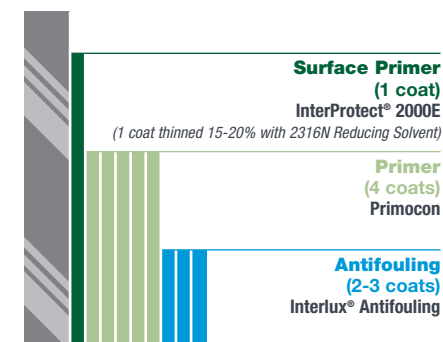 Surface Primer
(1 coat)
InterProtect® 2000E
(1 coat thinned 15-20% with 2316N Reducing Solvent)
Primer
(4 coats)
Primocon
Antifouling
(2-3 coats)
Interlux® Antifouling